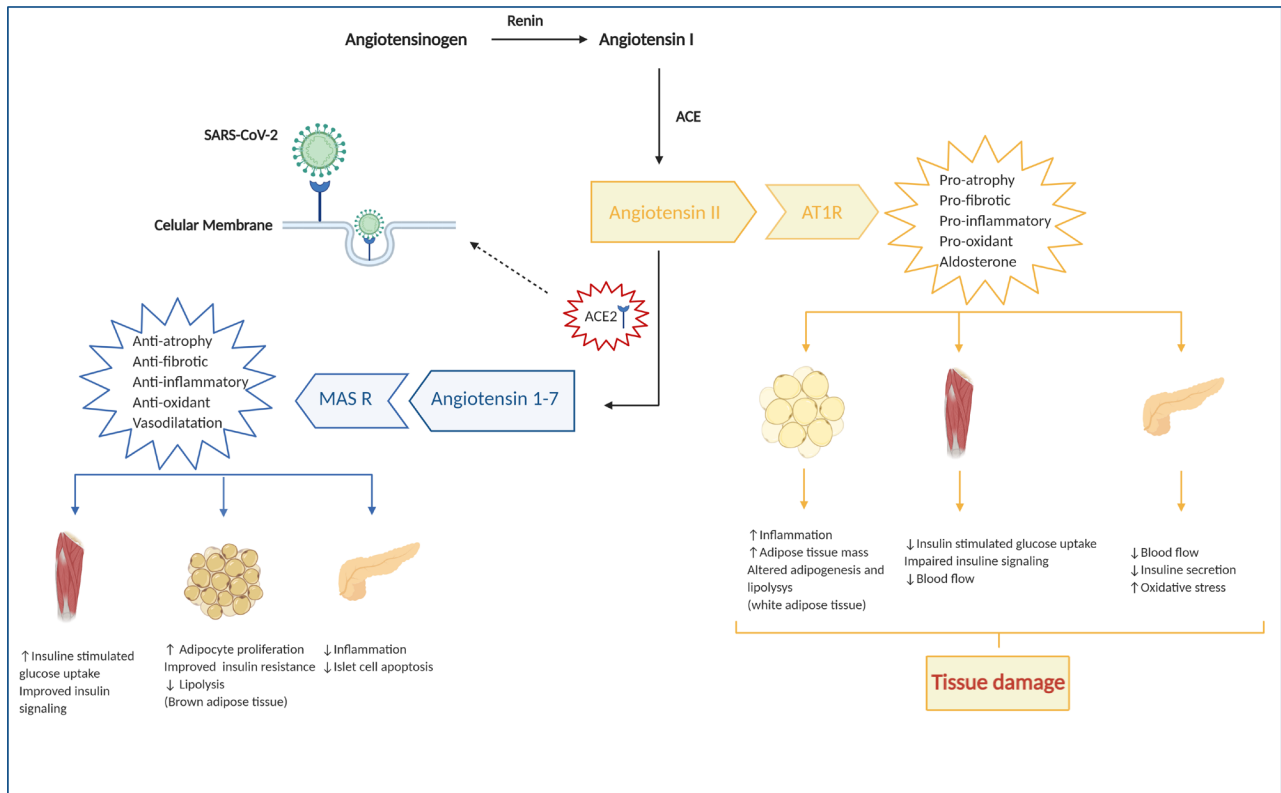 Renin
Angiotensinogen
Angiotensin I
ACE
SARS-CoV-2
Celular Membrane
Angiotensin II
AT1R
Pro-atrophy
Pro-fibrotic
Pro-inflammatory
Pro-oxidant
Aldosterone
ACE2
Anti-atrophy
Anti-fibrotic
Anti-inflammatory
Anti-oxidant
Vasodilatation
MAS R
Angiotensin 1-7
↑Inflammation
↑Adipose tissue mass
Altered adipogenesis and
lipolysys
(white adipose tissue)
↓Insulin stimulated glucose uptake
Impaired insuline signaling
↓Blood flow
↓Blood flow
↓Insuline secretion
↑Oxidative stress
↑Insuline stimulated
glucose uptake
Improved insulin
signaling
↑ Adipocyte proliferation
Improved insulin resistance
↓ Lipolysis
(Brown adipose tissue)
↓Inflammation
↓Islet cell apoptosis
Tissue damage